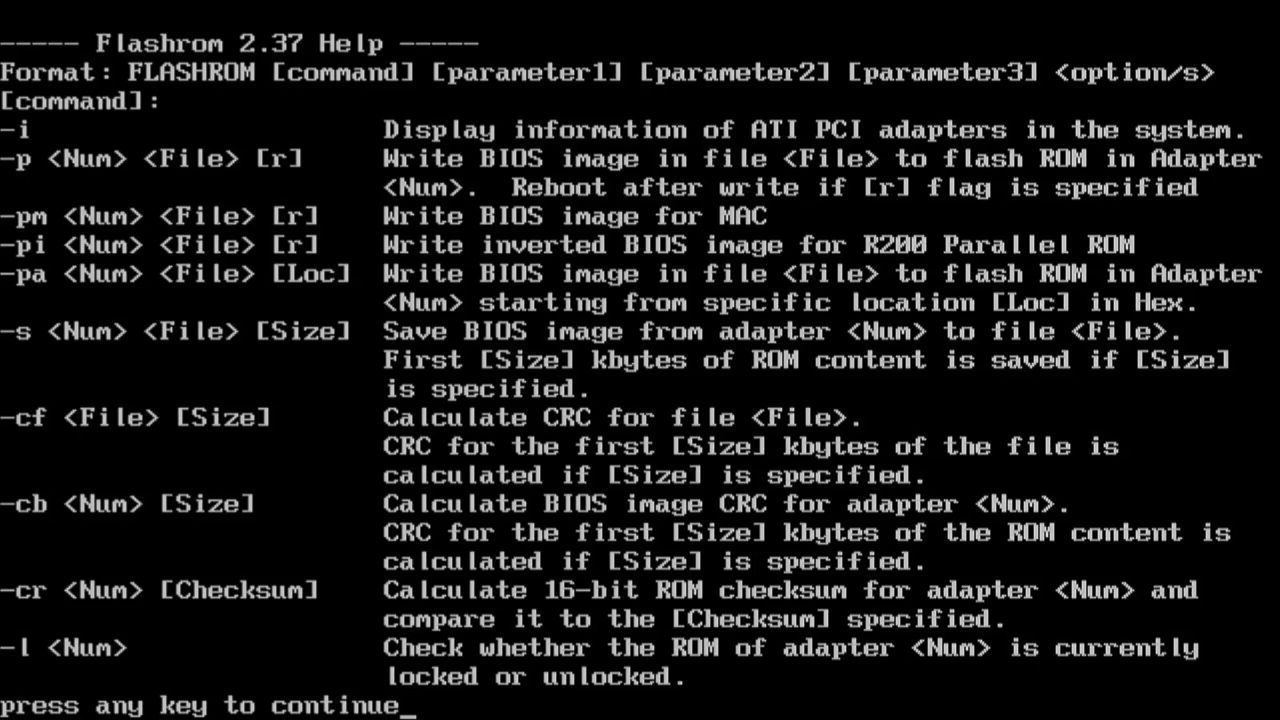 ----- Flashrom 2.37 Help -----
Format: FLASHROM [command] [parameter1] [parameter2] [parameter3] <option/s>
[command]:
-i                      Display information of ATI PCI adapters in the system.
-p <Num> <File> [r]     Write BIOS image in file <File> to flash ROM in Adapter
                        <Num>.  Reboot after write if [r] flag is specified
-pm <Num> <File> [r]    Write BIOS image for MAC
-pi <Num> <File> [r]    Write inverted BIOS image for R200 Parallel ROM
-pa <Num> <File> [Loc]  Write BIOS image in file <File> to flash ROM in Adapter
                        <Num> starting from specific location [Loc] in Hex.
-s <Num> <File> [Size]  Save BIOS image from adapter <Num> to file <File>.
                        First [Size] kbytes of ROM content is saved if [Size]
                        is specified.
-cf <File> [Size]       Calculate CRC for file <File>.
                        CRC for the first [Size] kbytes of the file is
                        calculated if [Size] is specified.
-cb <Num> [Size]        Calculate BIOS image CRC for adapter <Num>.
                        CRC for the first [Size] kbytes of the ROM content is
                        calculated if [Size] is specified.
-cr <Num> [Checksum]    Calculate 16-bit ROM checksum for adapter <Num> and
                        compare it to the [Checksum] specified.
-l <Num>                Check whether the ROM of adapter <Num> is currently
                        locked or unlocked.
press any key to continue_